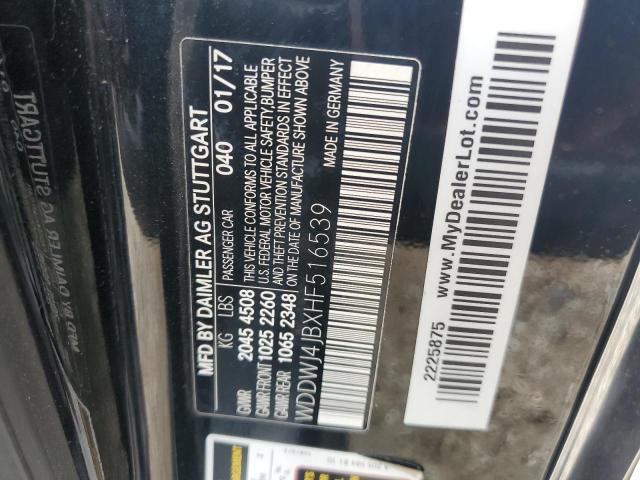 MFD BY DAIMLER AG STUTTGART
PASSENGER CAR 040 01/17
KG LBS
GVWR 2045 4508
GAWR FRONT 1025 2260
GAWR REAR 1065 2348
THIS VEHICLE CONFORMS TO ALL APPLICABLE
U.S. FEDERAL MOTOR VEHICLE SAFETY, BUMPER
AND THEFT PREVENTION STANDARDS IN EFFECT
ON THE DATE OF MANUFACTURE SHOWN ABOVE
WDDWJ4JBXHF516539
MADE IN GERMANY
2225875
www.MyDealerLot.com